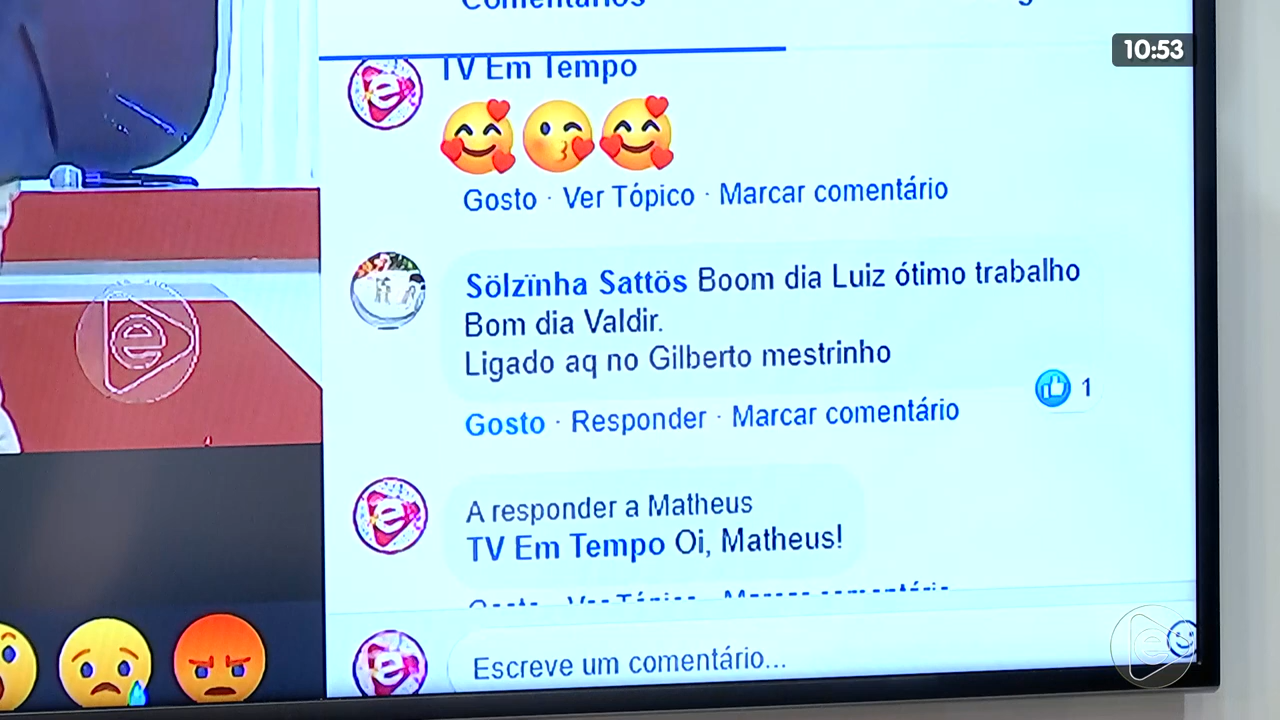 Comentários
10:53
TV Em Tempo
Gosto · Ver Tópico · Marcar comentário
Sölzïnha Sattös Boom dia Luiz ótimo trabalho
Bom dia Valdir.
Ligado aq no Gilberto mestrinho
1
Gosto · Responder · Marcar comentário
A responder a Matheus
TV Em Tempo Oi, Matheus!
Escreve um comentário...